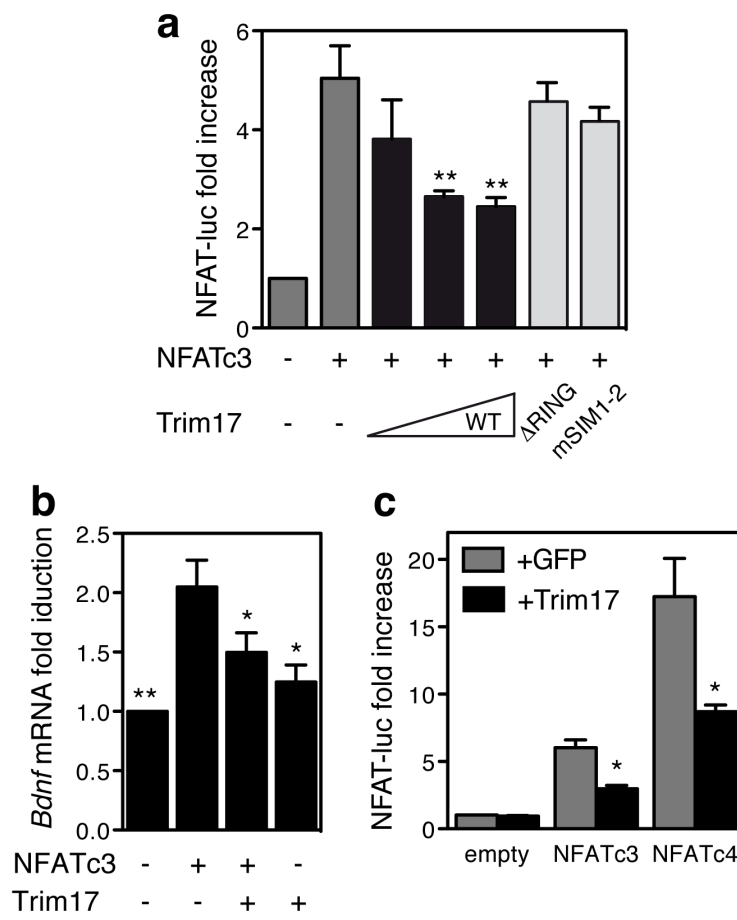 a
NFAT-luc fold increase
6
4
2
0
** **
NFATc3 - + + + + + +
Trim17 - - WT ΔRING mSIM1-2
b
Bdnf mRNA fold iduction
2.5
2.0
1.5
1.0
0.5
0.0
** * *
NFATc3 - + + -
Trim17 - - + +
c
NFAT-luc fold increase
20
15
10
5
0
+GFP
+Trim17
* *
empty NFATc3 NFATc4